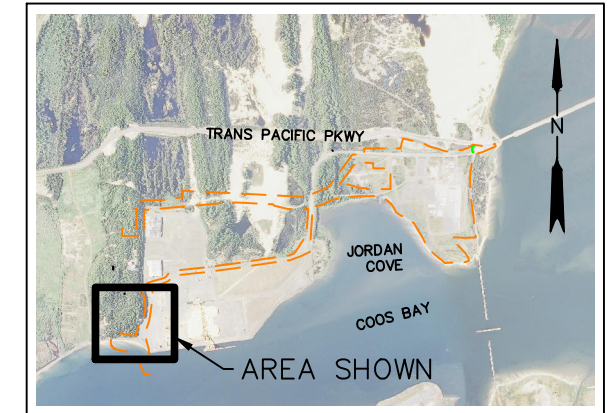 TRANS PACIFIC PKWY
N
JORDAN
COVE
COOS BAY
AREA SHOWN